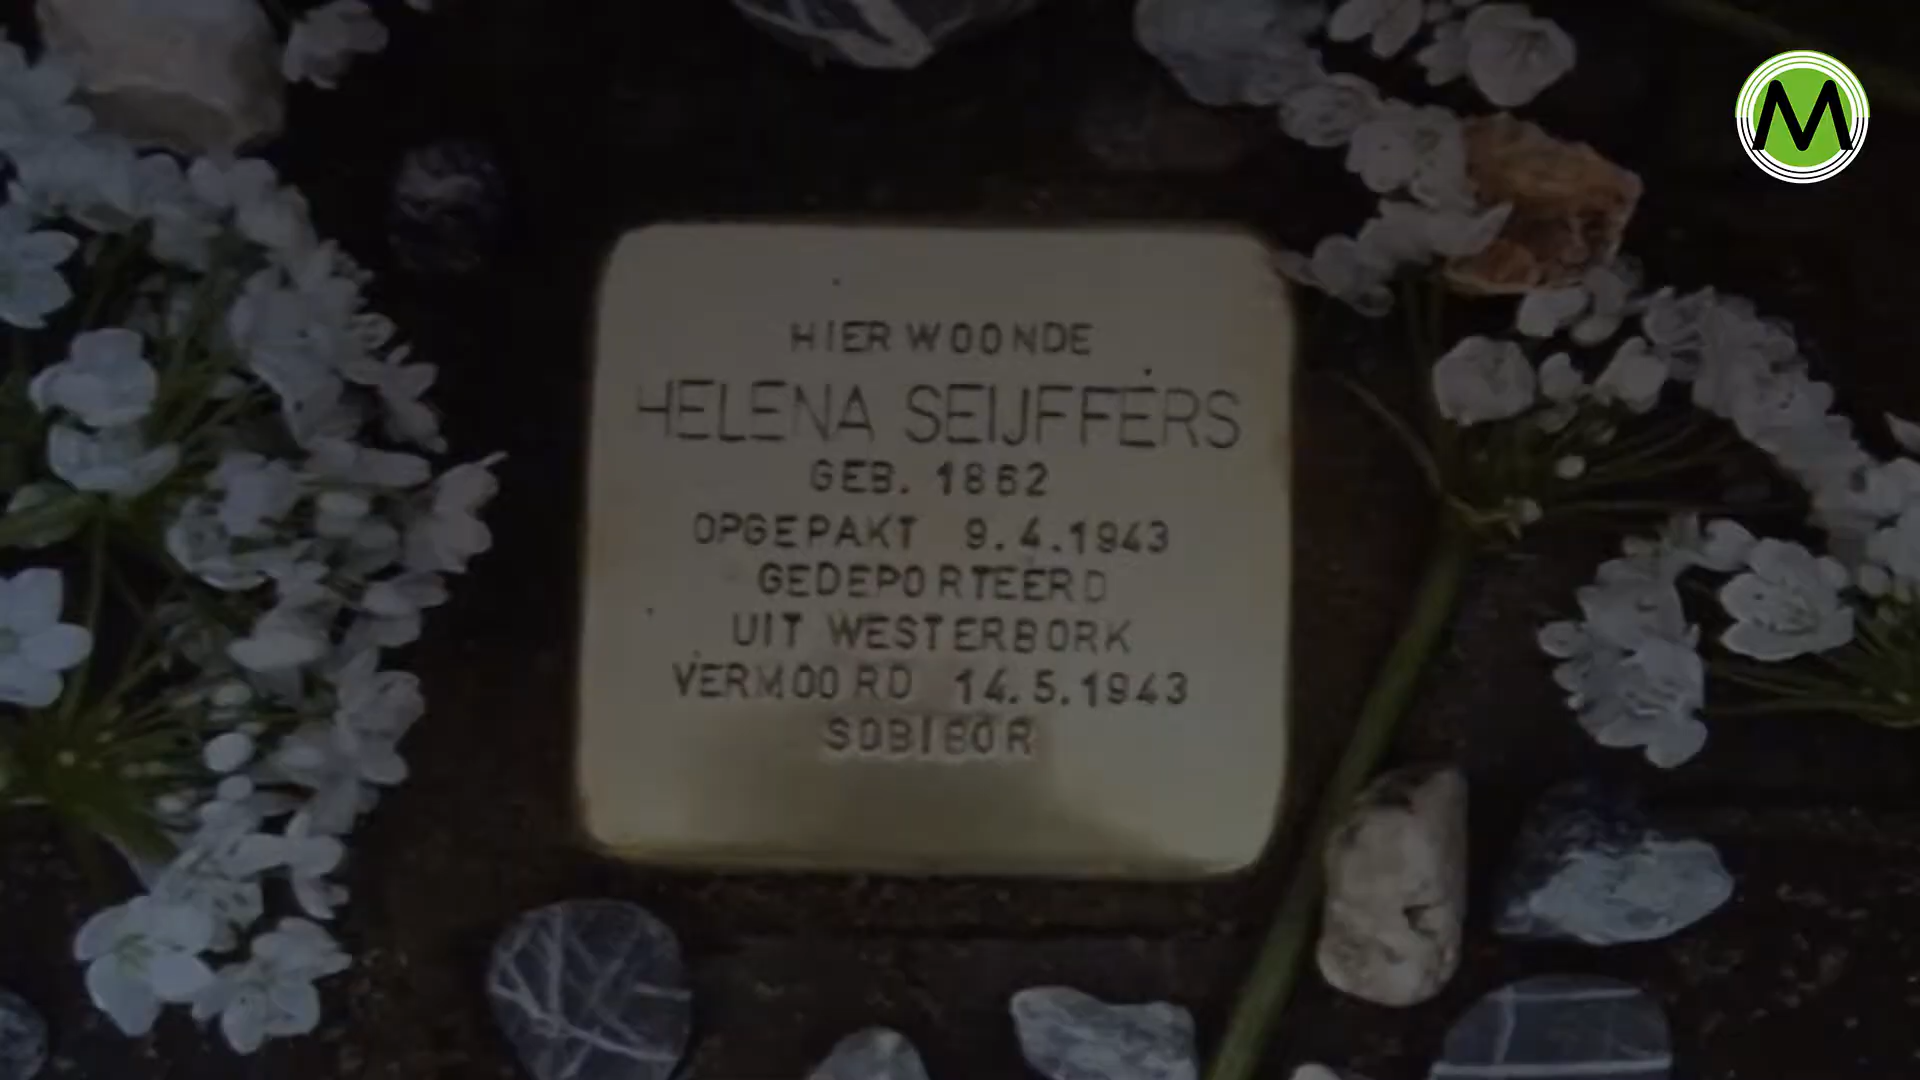 M
HIER WOONDE
HELENA SEIJFFERS
GEB. 1862
OPGEPAKT 9.4.1943
GEDEPORTEERD
UIT WESTERBORK
VERMOORD 14.5.1943
SOBIBOR